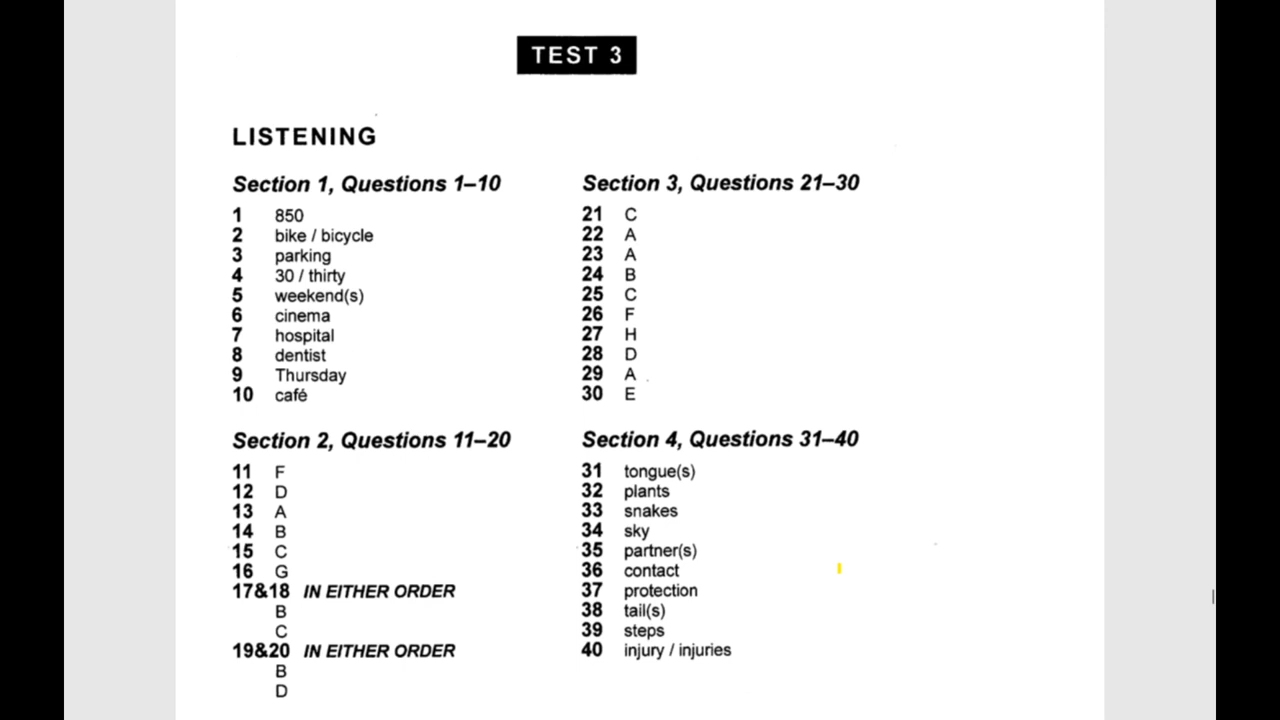 TEST 3
LISTENING
Section 1, Questions 1–10
1 850
2 bike / bicycle
3 parking
4 30 / thirty
5 weekend(s)
6 cinema
7 hospital
8 dentist
9 Thursday
10 café
Section 2, Questions 11–20
11 F
12 D
13 A
14 B
15 C
16 G
17&18 IN EITHER ORDER
B
C
19&20 IN EITHER ORDER
B
D
Section 3, Questions 21–30
21 C
22 A
23 A
24 B
25 C
26 F
27 H
28 D
29 A
30 E
Section 4, Questions 31–40
31 tongue(s)
32 plants
33 snakes
34 sky
35 partner(s)
36 contact
37 protection
38 tail(s)
39 steps
40 injury / injuries